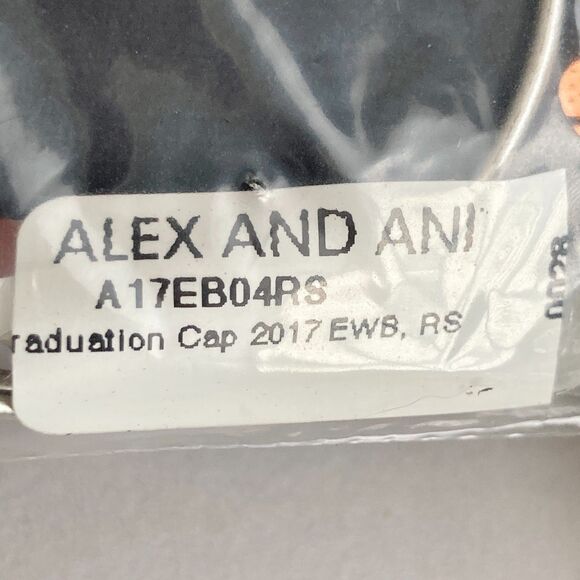 ALEX AND ANI
A17EB04RS
raduation Cap 2017 EWB, RS
0028